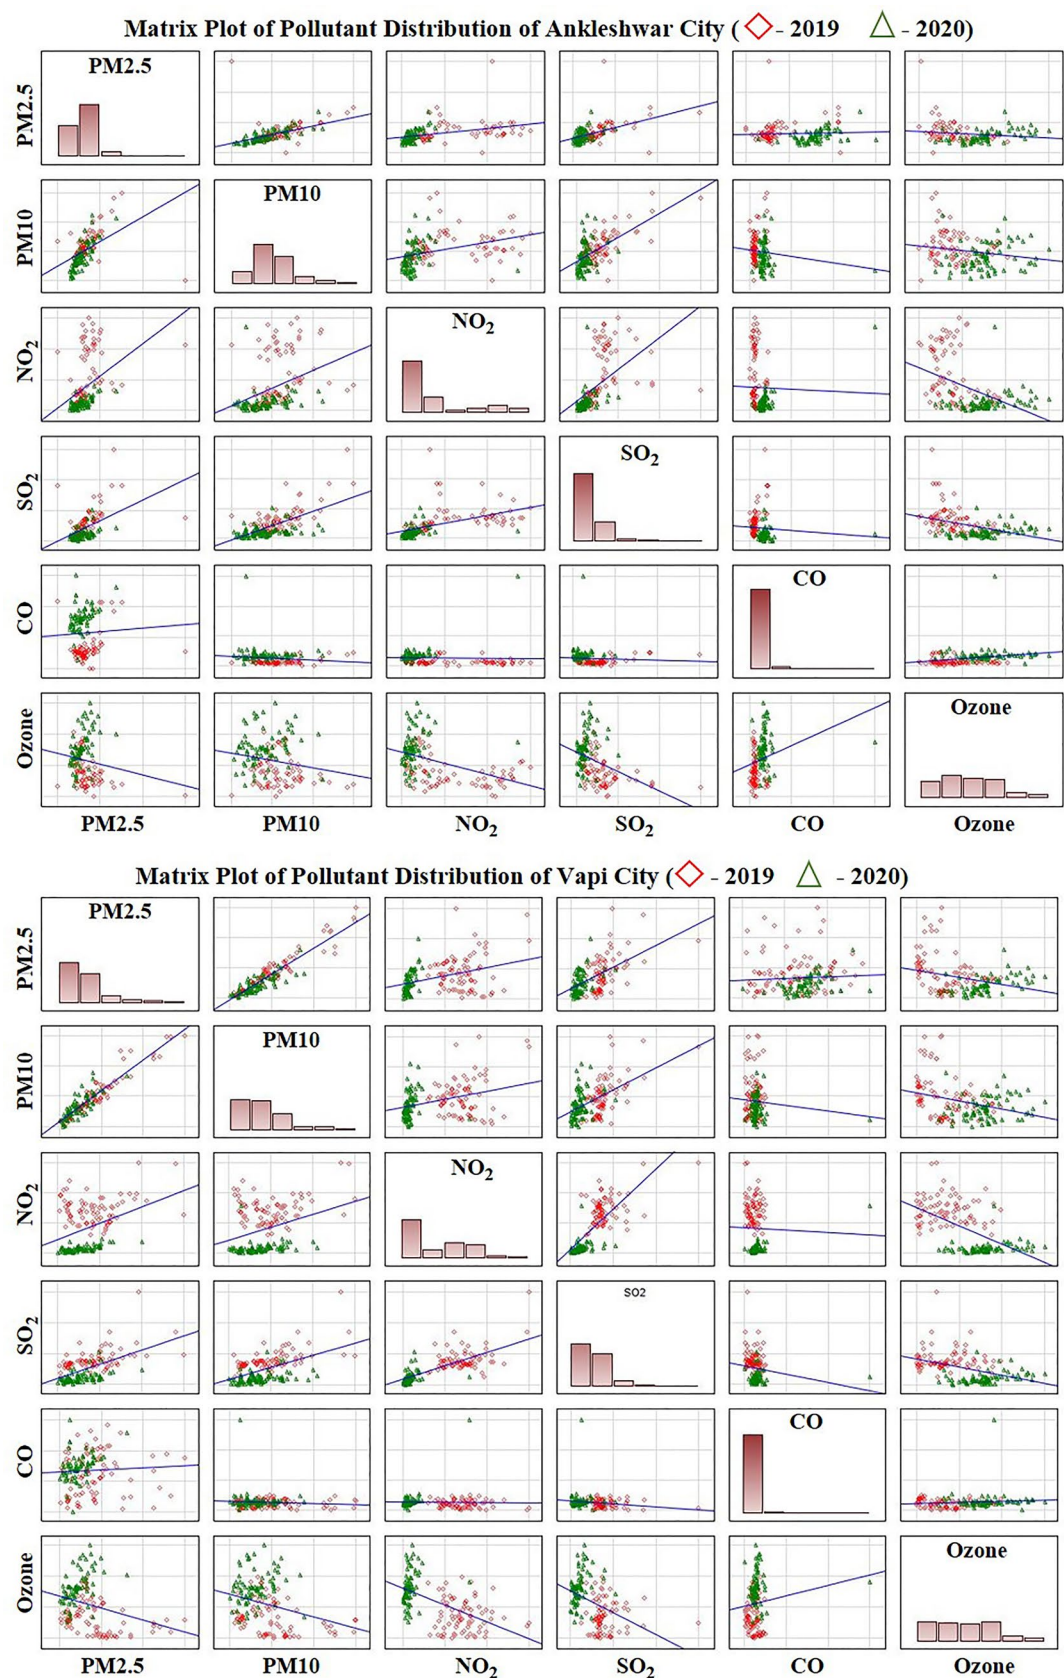 Matrix Plot of Pollutant Distribution of Ankleshwar City ( - 2019 - 2020)
PM2.5
PM2.5
PM10
PM10
NO2
NO2
SO2
SO2
CO
CO
Ozone
Ozone
PM2.5 PM10 NO2 SO2 CO Ozone
Matrix Plot of Pollutant Distribution of Vapi City ( - 2019 - 2020)
PM2.5
PM2.5
PM10
PM10
NO2
NO2
SO2
SO2
CO
CO
Ozone
Ozone
PM2.5 PM10 NO2 SO2 CO Ozone